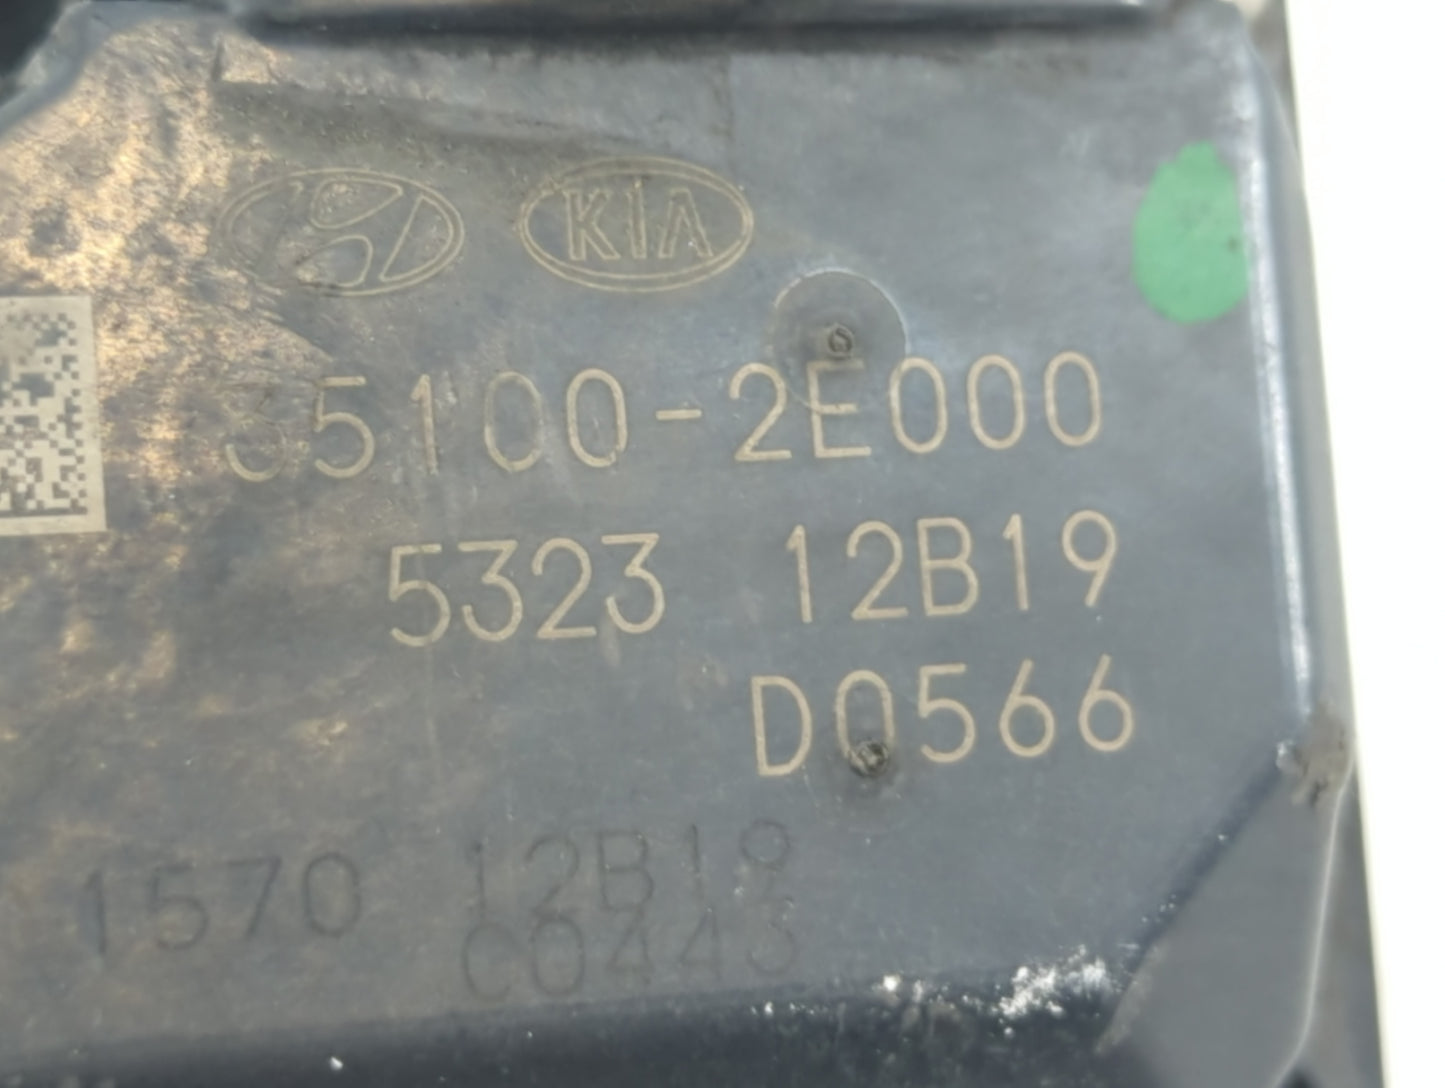 KIA
35100-2E000
5323 12B19
D0566
1570 12B19
C0443